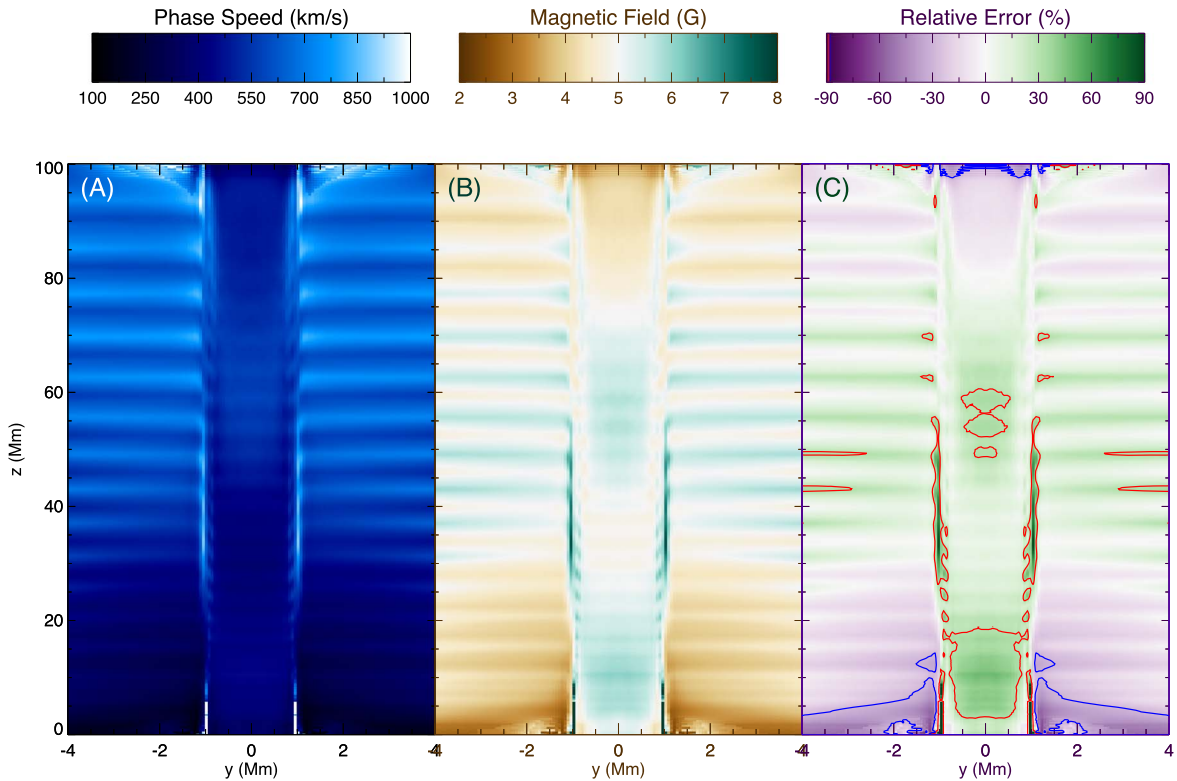 Phase Speed (km/s) Magnetic Field (G) Relative Error (%)
100 250 400 550 700 850 1000 2 3 4 5 6 7 8 -90 -60 -30 0 30 60 90
100
(A) (B) (C)
80
60
z (Mm)
40
20
0
-4 -2 0 2 4 -2 0 2 -4 -2 0 2 4
y (Mm) y (Mm) y (Mm)